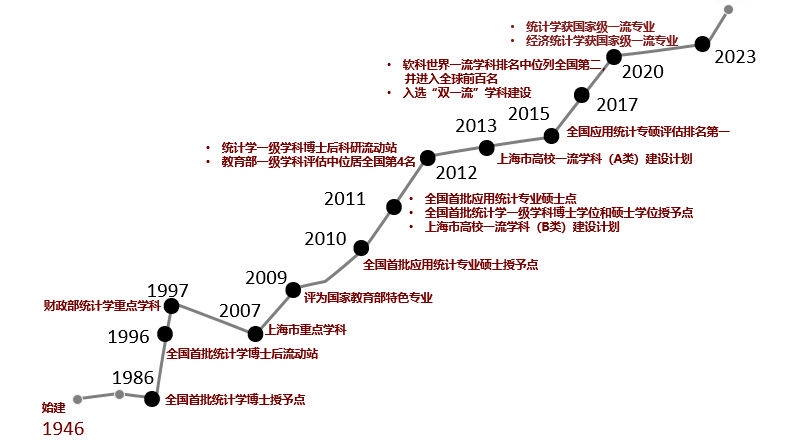 • 统计学获国家级一流专业
• 经济统计学获国家级一流专业
2023
• 软科世界一流学科排名中位列全国第二，
并进入全球前百名
• 入选“双一流”学科建设
2020
2017
2015
全国应用统计专硕评估排名第一
2013
上海市高校一流学科（A类）建设计划
• 统计学一级学科博士后科研流动站
• 教育部一级学科评估中位居全国第4名
2012
2011
• 全国首批应用统计专业硕士点
• 全国首批统计学一级学科博士学位和硕士学位授予点
• 上海市高校一流学科（B类）建设计划
2010
全国首批应用统计专业硕士授予点
2009
评为国家教育部特色专业
1997
财政部统计学重点学科
2007
上海市重点学科
1996
全国首批统计学博士后流动站
1986
全国首批统计学博士授予点
始建
1946